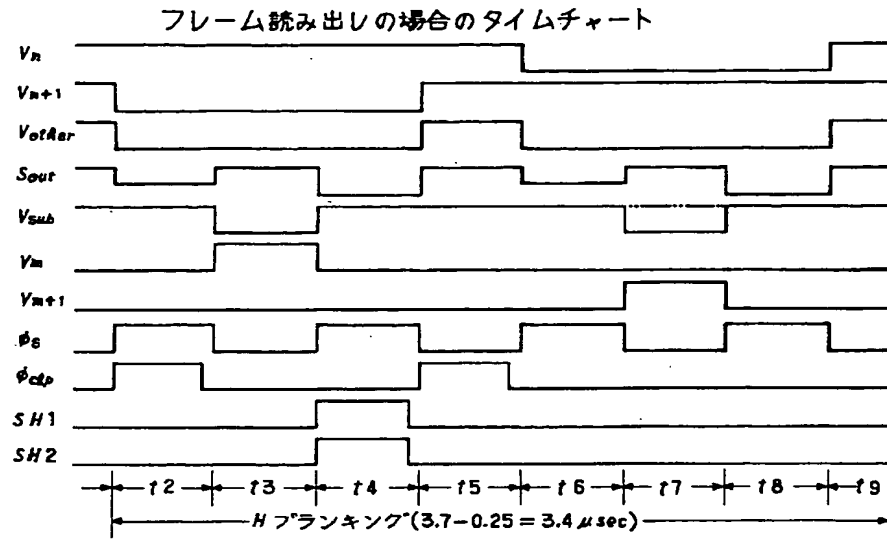 フレーム読み出しの場合のタイムチャート
Vn
Vn+1
Vother
Sout
Vsub
Vm
Vm+1
φs
φclp
SH1
SH2
t2 t3 t4 t5 t6 t7 t8 t9
Hブランキング(3.7-0.25=3.4μsec)